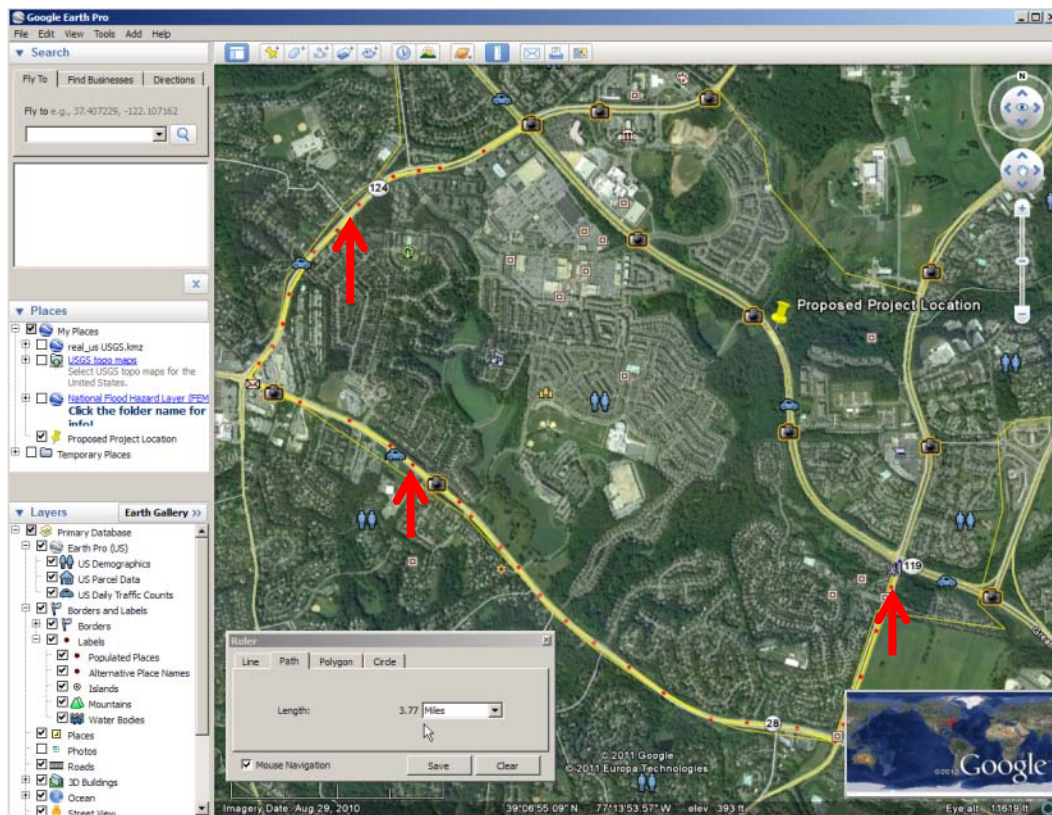 Google Earth Pro
File Edit View Tools Add Help
Search
Fly To Find Businesses Directions
Fly to e.g., 37.407229, -122.107162
Places
My Places
real_us USGS.kmz
USGS topo maps
Select USGS topo maps for the
United States.
National Flood Hazard Layer (FEM
Click the folder name for
info!
Proposed Project Location
Temporary Places
Layers Earth Gallery >>
Primary Database
Earth Pro (US)
US Demographics
US Parcel Data
US Daily Traffic Counts
Borders and Labels
Borders
Labels
Populated Places
Alternative Place Names
Islands
Mountains
Water Bodies
Places
Photos
Roads
3D Buildings
Ocean
Street View
N
124
Proposed Project Location
119
Grea
28
Ruler
Line Path Polygon Circle
Length: 3.77 Miles
Mouse Navigation Save Clear
© 2011 Google
© 2011 Europa Technologies
Google
Imagery Date: Aug 29, 2010 39°06'55.09" N 77°13'53.57" W elev 393 ft Eye alt 11619 ft